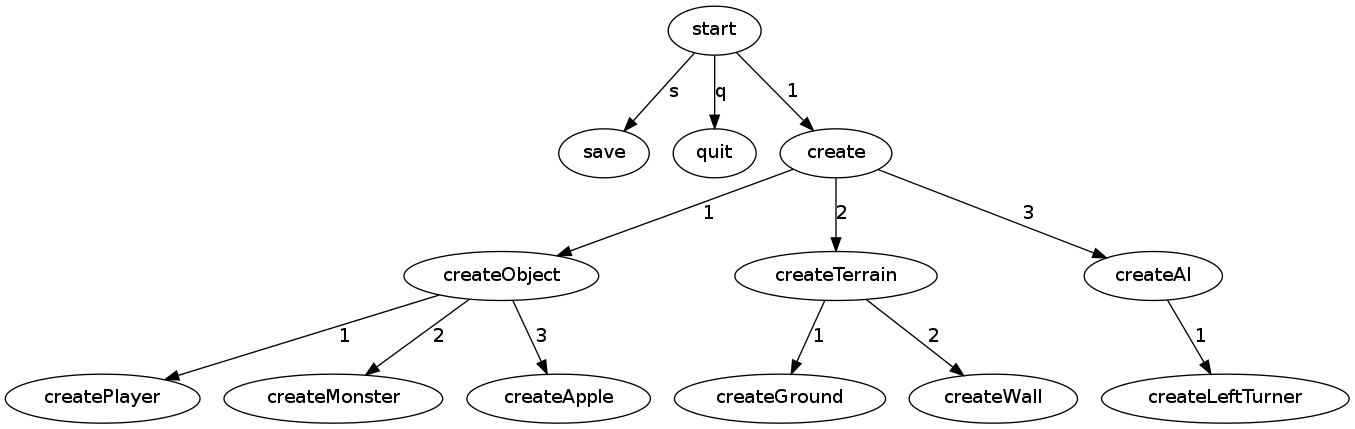 start
s q 1
save quit create
1 2 3
createObject createTerrain createAI
1 2 3 1 2 1
createPlayer createMonster createApple createGround createWall createLeftTurner